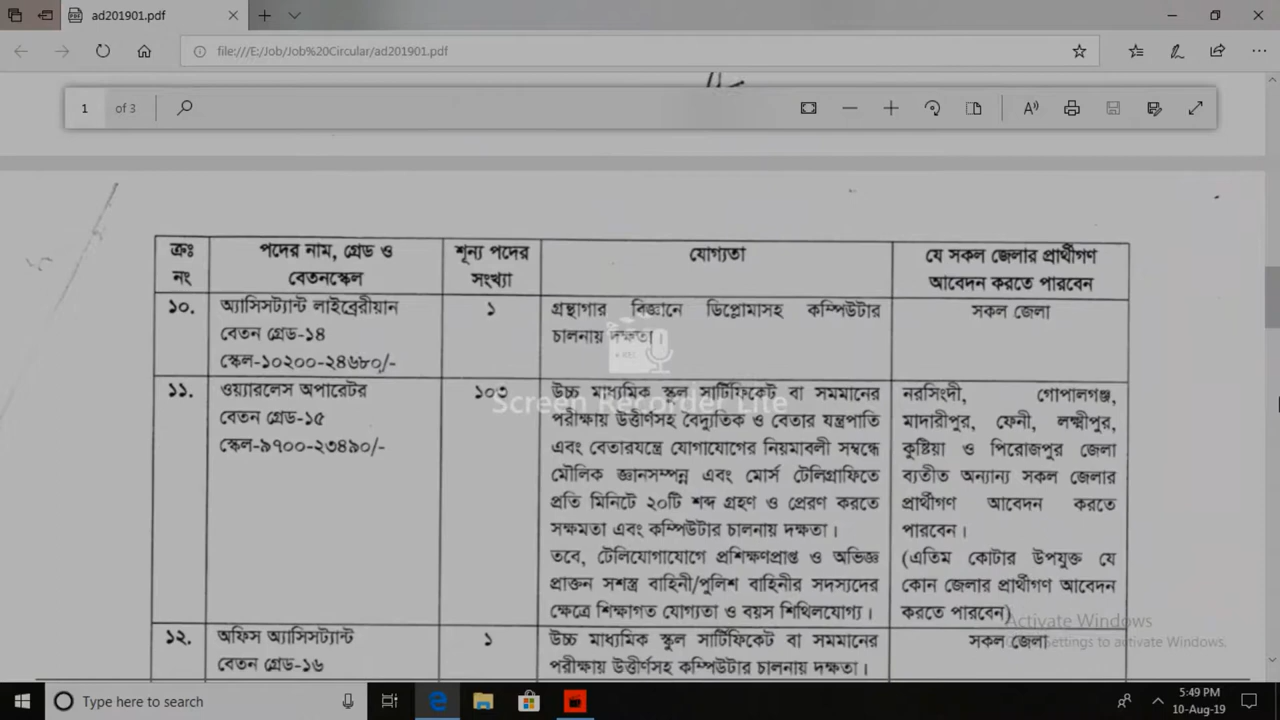 ad201901.pdf
file:///E:/Job/Job%20Circular/ad201901.pdf
1 of 3
ক্রঃ নং
পদের নাম, গ্রেড ও
বেতনস্কেল
শূন্য পদের
সংখ্যা
যোগ্যতা
যে সকল জেলার প্রার্থীগণ
আবেদন করতে পারবেন
১০.
অ্যাসিসট্যান্ট লাইব্রেরীয়ান
বেতন গ্রেড-১৪
স্কেল-১০২০০-২৪৬৮০/-
১
গ্রন্থাগার বিজ্ঞানে ডিপ্লোমাসহ কম্পিউটার
চালনায় দক্ষতা।
সকল জেলা
১১.
ওয়্যারলেস অপারেটর
বেতন গ্রেড-১৫
স্কেল-৯৭০০-২৩৪৯০/-
১০৩
উচ্চ মাধ্যমিক স্কুল সার্টিফিকেট বা সমমানের
পরীক্ষায় উত্তীর্ণসহ বৈদ্যুতিক ও বেতার যন্ত্রপাতি
এবং বেতারযন্ত্রে যোগাযোগের নিয়মাবলী সম্বন্ধে
মৌলিক জ্ঞানসম্পন্ন এবং মোর্স টেলিগ্রাফিতে
প্রতি মিনিটে ২০টি শব্দ গ্রহণ ও প্রেরণ করতে
সক্ষমতা এবং কম্পিউটার চালনায় দক্ষতা।
তবে, টেলিযোগাযোগে প্রশিক্ষণপ্রাপ্ত ও অভিজ্ঞ
প্রাক্তন সশস্ত্র বাহিনী/পুলিশ বাহিনীর সদস্যদের
ক্ষেত্রে শিক্ষাগত যোগ্যতা ও বয়স শিথিলযোগ্য।
নরসিংদী, গোপালগঞ্জ,
মাদারীপুর, ফেনী, লক্ষ্মীপুর,
কুষ্টিয়া ও পিরোজপুর জেলা
ব্যতীত অন্যান্য সকল জেলার
প্রার্থীগণ আবেদন করতে
পারবেন।
(এতিম কোটার উপযুক্ত যে
কোন জেলার প্রার্থীগণ আবেদন
করতে পারবেন)
১২.
অফিস অ্যাসিসট্যান্ট
বেতন গ্রেড-১৬
১
উচ্চ মাধ্যমিক স্কুল সার্টিফিকেট বা সমমানের
পরীক্ষায় উত্তীর্ণসহ কম্পিউটার চালনায় দক্ষতা।
সকল জেলা
REC
Screen Recorder Lite
Activate Windows
Settings to activate Windows.
Type here to search
5:49 PM
10-Aug-19